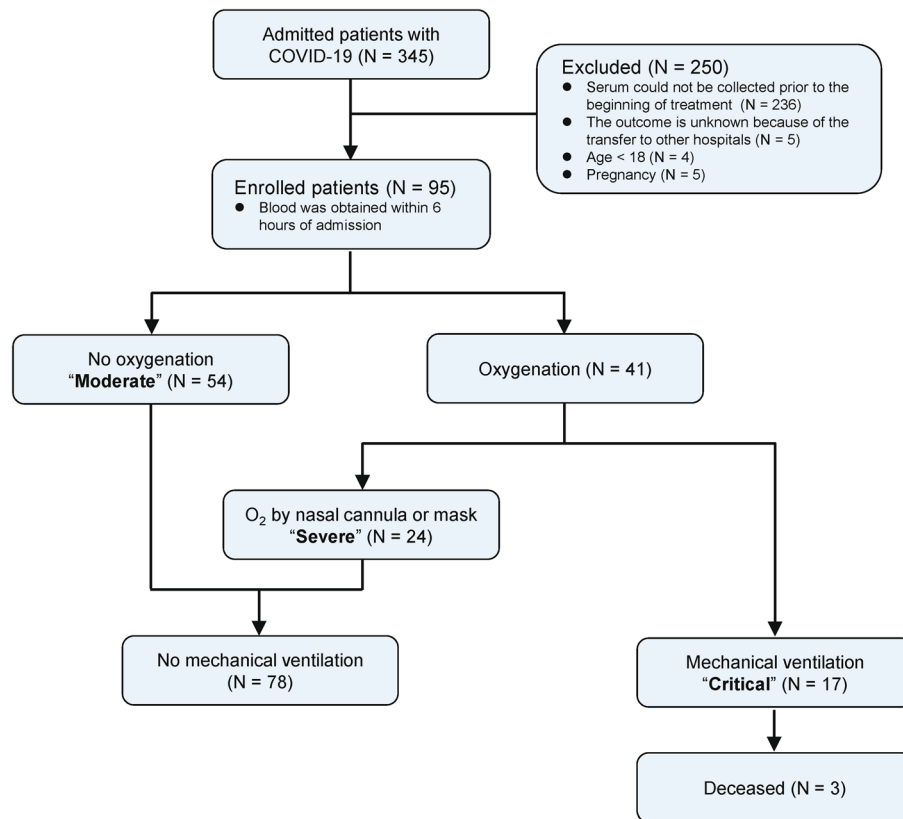 Admitted patients with
COVID-19 (N = 345)
Excluded (N = 250)
● Serum could not be collected prior to the
beginning of treatment (N = 236)
● The outcome is unknown because of the
transfer to other hospitals (N = 5)
● Age < 18 (N = 4)
● Pregnancy (N = 5)
Enrolled patients (N = 95)
● Blood was obtained within 6
hours of admission
No oxygenation
“Moderate” (N = 54)
Oxygenation (N = 41)
O₂ by nasal cannula or mask
“Severe” (N = 24)
No mechanical ventilation
(N = 78)
Mechanical ventilation
“Critical” (N = 17)
Deceased (N = 3)